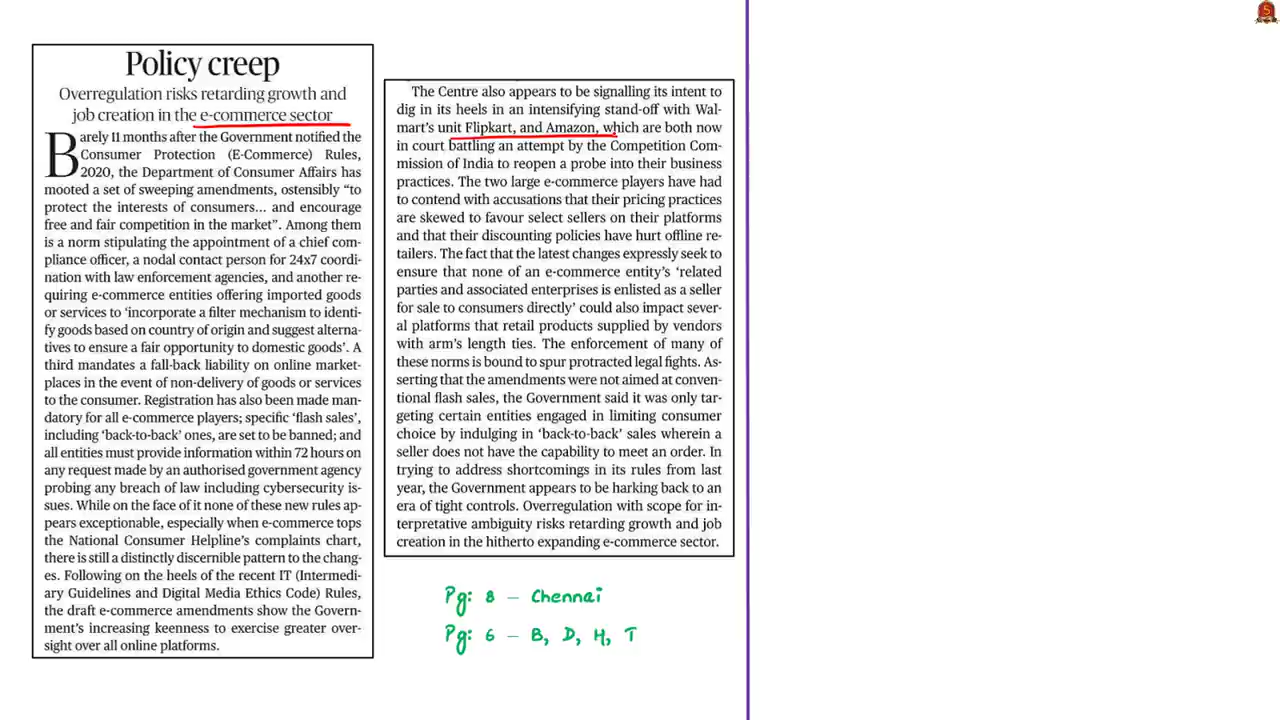 Policy creep
Overregulation risks retarding growth and
job creation in the e-commerce sector
Barely 11 months after the Government notified the
Consumer Protection (E-Commerce) Rules,
2020, the Department of Consumer Affairs has
mooted a set of sweeping amendments, ostensibly “to
protect the interests of consumers... and encourage
free and fair competition in the market”. Among them
is a norm stipulating the appointment of a chief com-
pliance officer, a nodal contact person for 24x7 coordi-
nation with law enforcement agencies, and another re-
quiring e-commerce entities offering imported goods
or services to ‘incorporate a filter mechanism to identi-
fy goods based on country of origin and suggest alterna-
tives to ensure a fair opportunity to domestic goods’. A
third mandates a fall-back liability on online market-
places in the event of non-delivery of goods or services
to the consumer. Registration has also been made man-
datory for all e-commerce players; specific ‘flash sales’,
including ‘back-to-back’ ones, are set to be banned; and
all entities must provide information within 72 hours on
any request made by an authorised government agency
probing any breach of law including cybersecurity is-
sues. While on the face of it none of these new rules ap-
pears exceptionable, especially when e-commerce tops
the National Consumer Helpline’s complaints chart,
there is still a distinctly discernible pattern to the chang-
es. Following on the heels of the recent IT (Intermedi-
ary Guidelines and Digital Media Ethics Code) Rules,
the draft e-commerce amendments show the Govern-
ment’s increasing keenness to exercise greater over-
sight over all online platforms.
The Centre also appears to be signalling its intent to
dig in its heels in an intensifying stand-off with Wal-
mart’s unit Flipkart, and Amazon, which are both now
in court battling an attempt by the Competition Com-
mission of India to reopen a probe into their business
practices. The two large e-commerce players have had
to contend with accusations that their pricing practices
are skewed to favour select sellers on their platforms
and that their discounting policies have hurt offline re-
tailers. The fact that the latest changes expressly seek to
ensure that none of an e-commerce entity’s ‘related
parties and associated enterprises is enlisted as a seller
for sale to consumers directly’ could also impact sever-
al platforms that retail products supplied by vendors
with arm’s length ties. The enforcement of many of
these norms is bound to spur protracted legal fights. As-
serting that the amendments were not aimed at conven-
tional flash sales, the Government said it was only tar-
geting certain entities engaged in limiting consumer
choice by indulging in ‘back-to-back’ sales wherein a
seller does not have the capability to meet an order. In
trying to address shortcomings in its rules from last
year, the Government appears to be harking back to an
era of tight controls. Overregulation with scope for in-
terpretative ambiguity risks retarding growth and job
creation in the hitherto expanding e-commerce sector.
Pg: 8 – Chennai
Pg: 6 – B, D, H, T